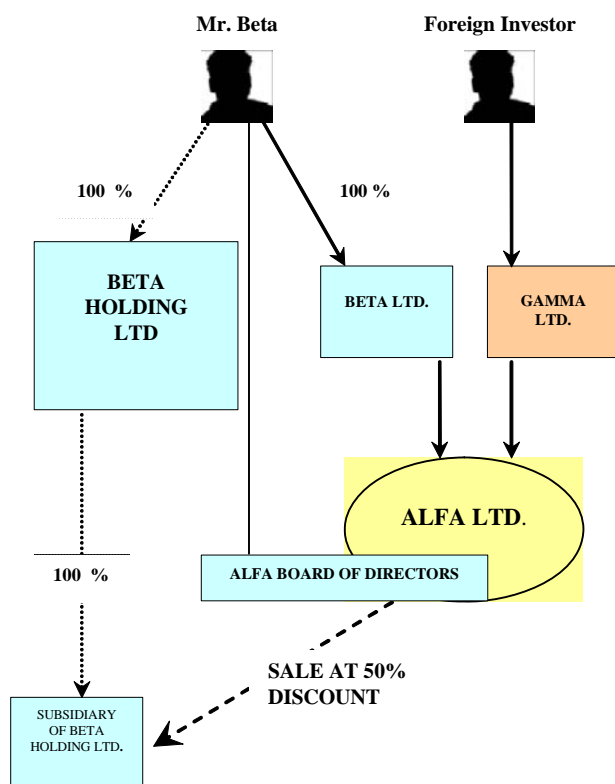 Mr. Beta
Foreign Investor
100 %
100 %
BETA
HOLDING
LTD
BETA LTD.
GAMMA
LTD.
ALFA LTD.
ALFA BOARD OF DIRECTORS
100 %
SALE AT 50%
DISCOUNT
SUBSIDIARY
OF BETA
HOLDING LTD.